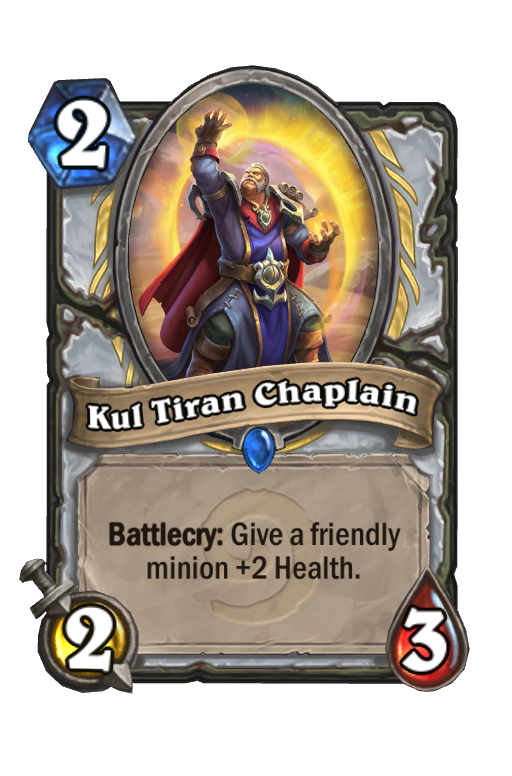 2
Kul Tiran Chaplain
Battlecry: Give a friendly
minion +2 Health.
2
3